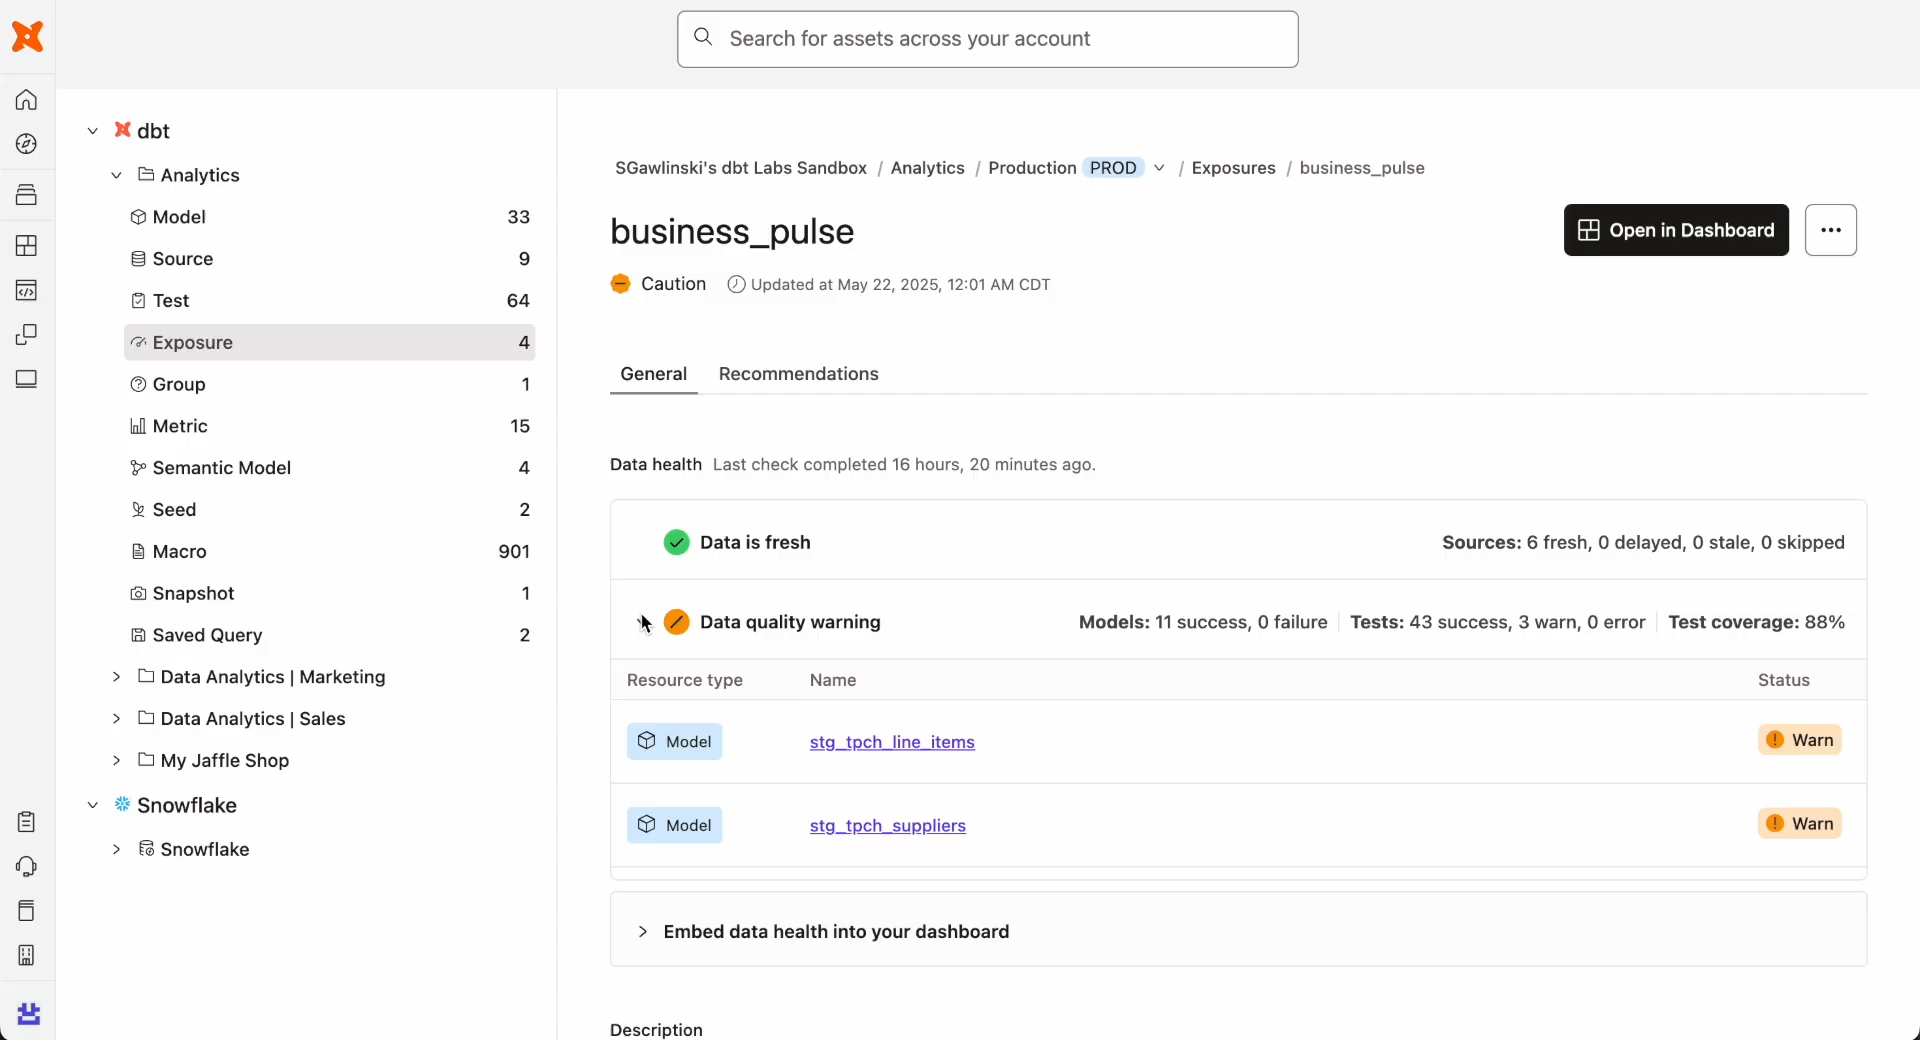 Search for assets across your account
dbt
Analytics
Model 33
Source 9
Test 64
Exposure 4
Group 1
Metric 15
Semantic Model 4
Seed 2
Macro 901
Snapshot 1
Saved Query 2
Data Analytics | Marketing
Data Analytics | Sales
My Jaffle Shop
Snowflake
Snowflake
SGawlinski's dbt Labs Sandbox / Analytics / Production PROD / Exposures / business_pulse
business_pulse
Open in Dashboard
Caution Updated at May 22, 2025, 12:01 AM CDT
General Recommendations
Data health Last check completed 16 hours, 20 minutes ago.
Data is fresh Sources: 6 fresh, 0 delayed, 0 stale, 0 skipped
Data quality warning Models: 11 success, 0 failure Tests: 43 success, 3 warn, 0 error Test coverage: 88%
Resource type Name Status
Model stg_tpch_line_items Warn
Model stg_tpch_suppliers Warn
Embed data health into your dashboard
Description